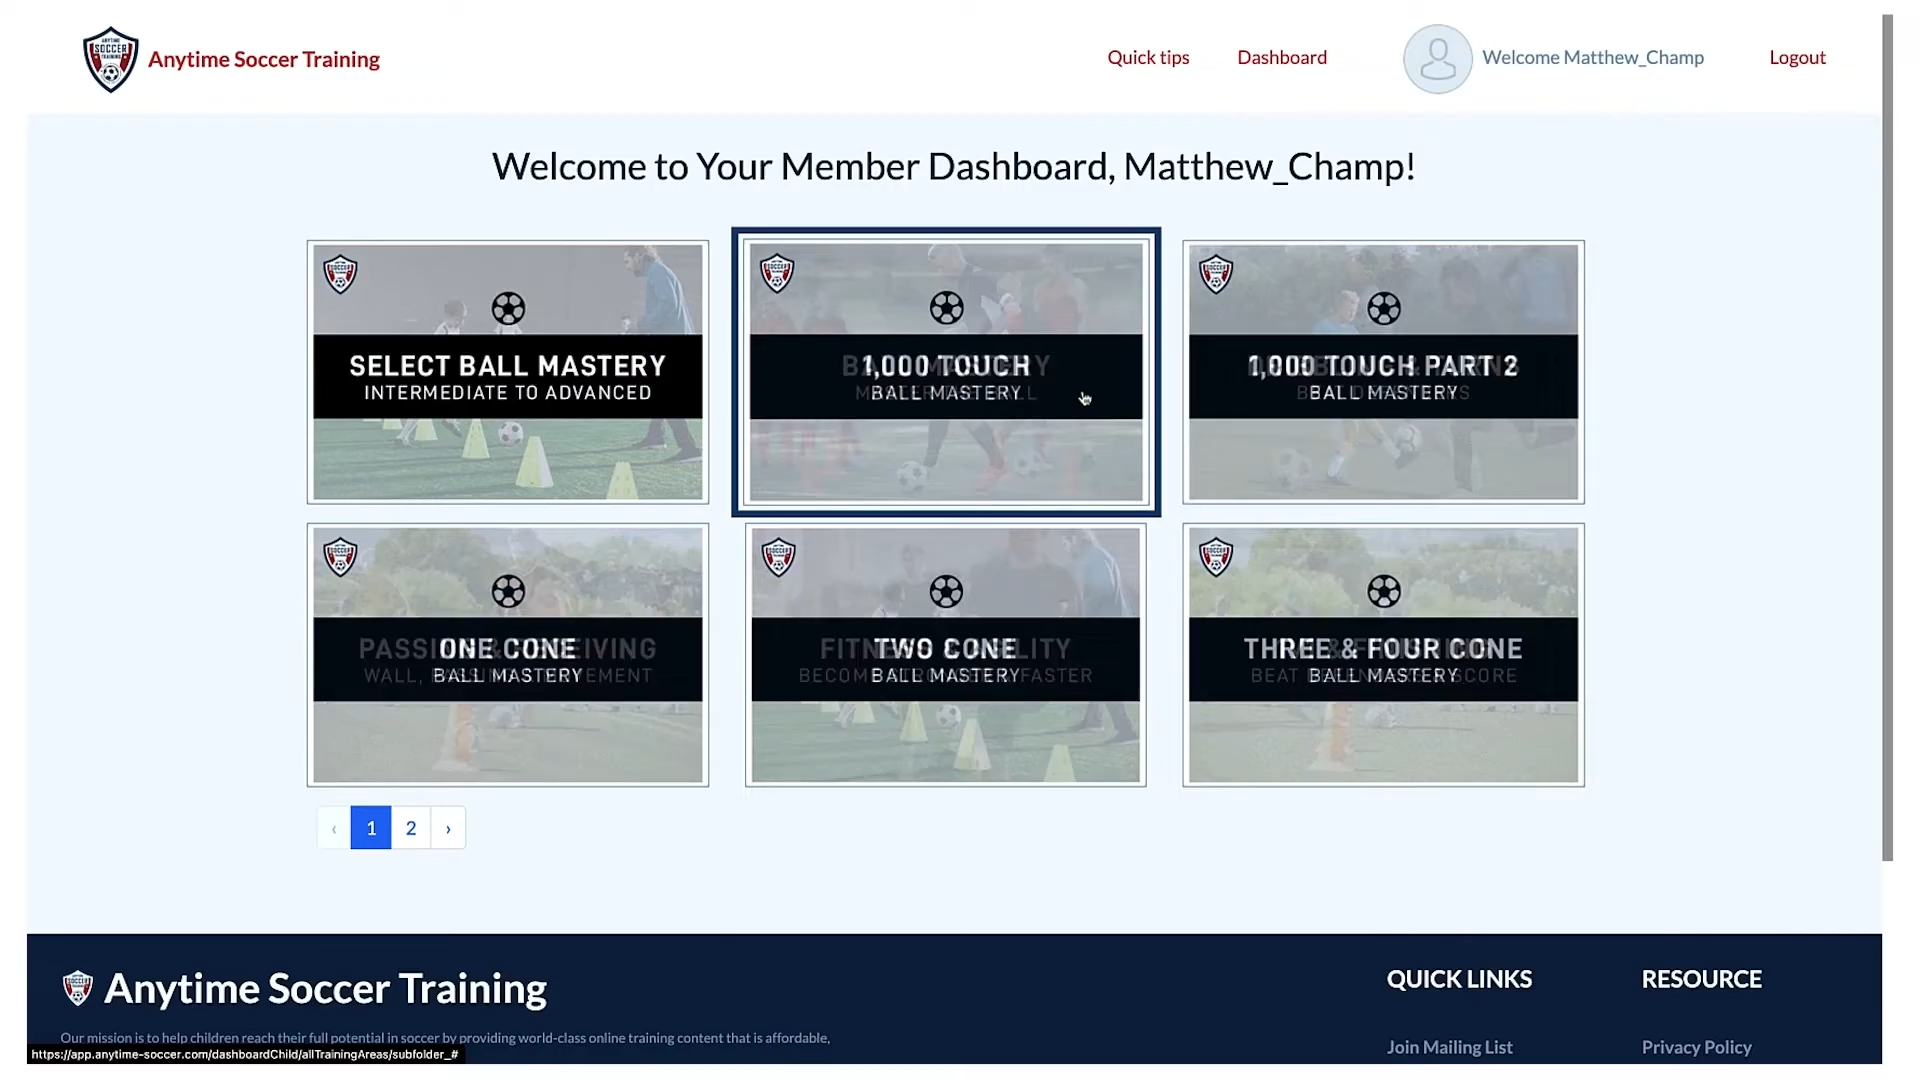 Anytime Soccer Training
Quick tips
Dashboard
Welcome Matthew_Champ
Logout
Welcome to Your Member Dashboard, Matthew_Champ!
SELECT BALL MASTERY
INTERMEDIATE TO ADVANCED
1,000 TOUCH
BALL MASTERY
1,000 TOUCH PART 2
BALL MASTERY
PASSING & RECEIVING
ONE CONE
BALL MASTERY
FITNESS & AGILITY
TWO CONE
BALL MASTERY
THREE & FOUR CONE
BALL MASTERY
‹ 1 2 ›
Anytime Soccer Training
Our mission is to help children reach their full potential in soccer by providing world-class online training content that is affordable,
QUICK LINKS
Join Mailing List
RESOURCE
Privacy Policy
https://app.anytime-soccer.com/dashboardChild/allTrainingAreas/subfolder_#